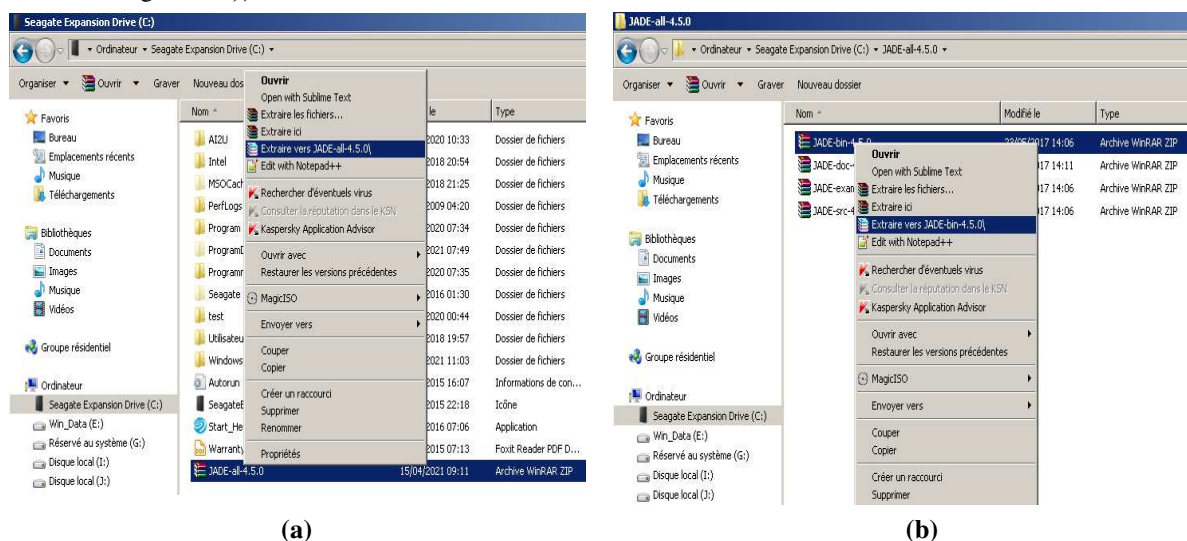 Seagate Expansion Drive (C:)
Ordinateur ▾ Seagate Expansion Drive (C:) ▾
Organiser ▾ Ouvrir ▾ Graver Nouveau dos
Favoris
Bureau
Emplacements récents
Musique
Téléchargements
Bibliothèques
Documents
Images
Musique
Vidéos
Groupe résidentiel
Ordinateur
Seagate Expansion Drive (C:)
Win_Data (E:)
Réservé au système (G:)
Disque local (I:)
Disque local (J:)
Nom le Type
AI2U 2020 10:33 Dossier de fichiers
Intel 2018 20:54 Dossier de fichiers
MSOCach 2018 21:25 Dossier de fichiers
PerfLogs 2009 04:20 Dossier de fichiers
Program 2020 07:34 Dossier de fichiers
ProgramD 2021 07:49 Dossier de fichiers
Programm 2020 07:35 Dossier de fichiers
Seagate 2016 01:30 Dossier de fichiers
test 2020 00:44 Dossier de fichiers
Utilisateu 2018 19:57 Dossier de fichiers
Windows 2021 11:03 Dossier de fichiers
Autorun 2015 16:07 Informations de con...
SeagateE 2015 22:18 Icône
Start_He 2016 07:06 Application
Warranty 2015 07:13 Foxit Reader PDF D...
JADE-all-4.5.0 15/04/2021 09:11 Archive WinRAR ZIP
Ouvrir
Open with Sublime Text
Extraire les fichiers...
Extraire ici
Extraire vers JADE-all-4.5.0\
Edit with Notepad++
Rechercher d'éventuels virus
Consulter la réputation dans le KSN
Kaspersky Application Advisor
Ouvrir avec
Restaurer les versions précédentes
MagicISO
Envoyer vers
Couper
Copier
Créer un raccourci
Supprimer
Renommer
Propriétés
(a)
JADE-all-4.5.0
Ordinateur ▾ Seagate Expansion Drive (C:) ▾ JADE-all-4.5.0 ▾
Organiser ▾ Ouvrir ▾ Graver Nouveau dossier
Favoris
Bureau
Emplacements récents
Musique
Téléchargements
Bibliothèques
Documents
Images
Musique
Vidéos
Groupe résidentiel
Ordinateur
Seagate Expansion Drive (C:)
Win_Data (E:)
Réservé au système (G:)
Disque local (I:)
Disque local (J:)
Nom Modifié le Type
JADE-bin-4.5.0 23/05/2017 14:06 Archive WinRAR ZIP
JADE-doc- 17 14:11 Archive WinRAR ZIP
JADE-exam 17 14:06 Archive WinRAR ZIP
JADE-src-4 17 14:06 Archive WinRAR ZIP
Ouvrir
Open with Sublime Text
Extraire les fichiers...
Extraire ici
Extraire vers JADE-bin-4.5.0\
Edit with Notepad++
Rechercher d'éventuels virus
Consulter la réputation dans le KSN
Kaspersky Application Advisor
Ouvrir avec
Restaurer les versions précédentes
MagicISO
Envoyer vers
Couper
Copier
Créer un raccourci
Supprimer
(b)